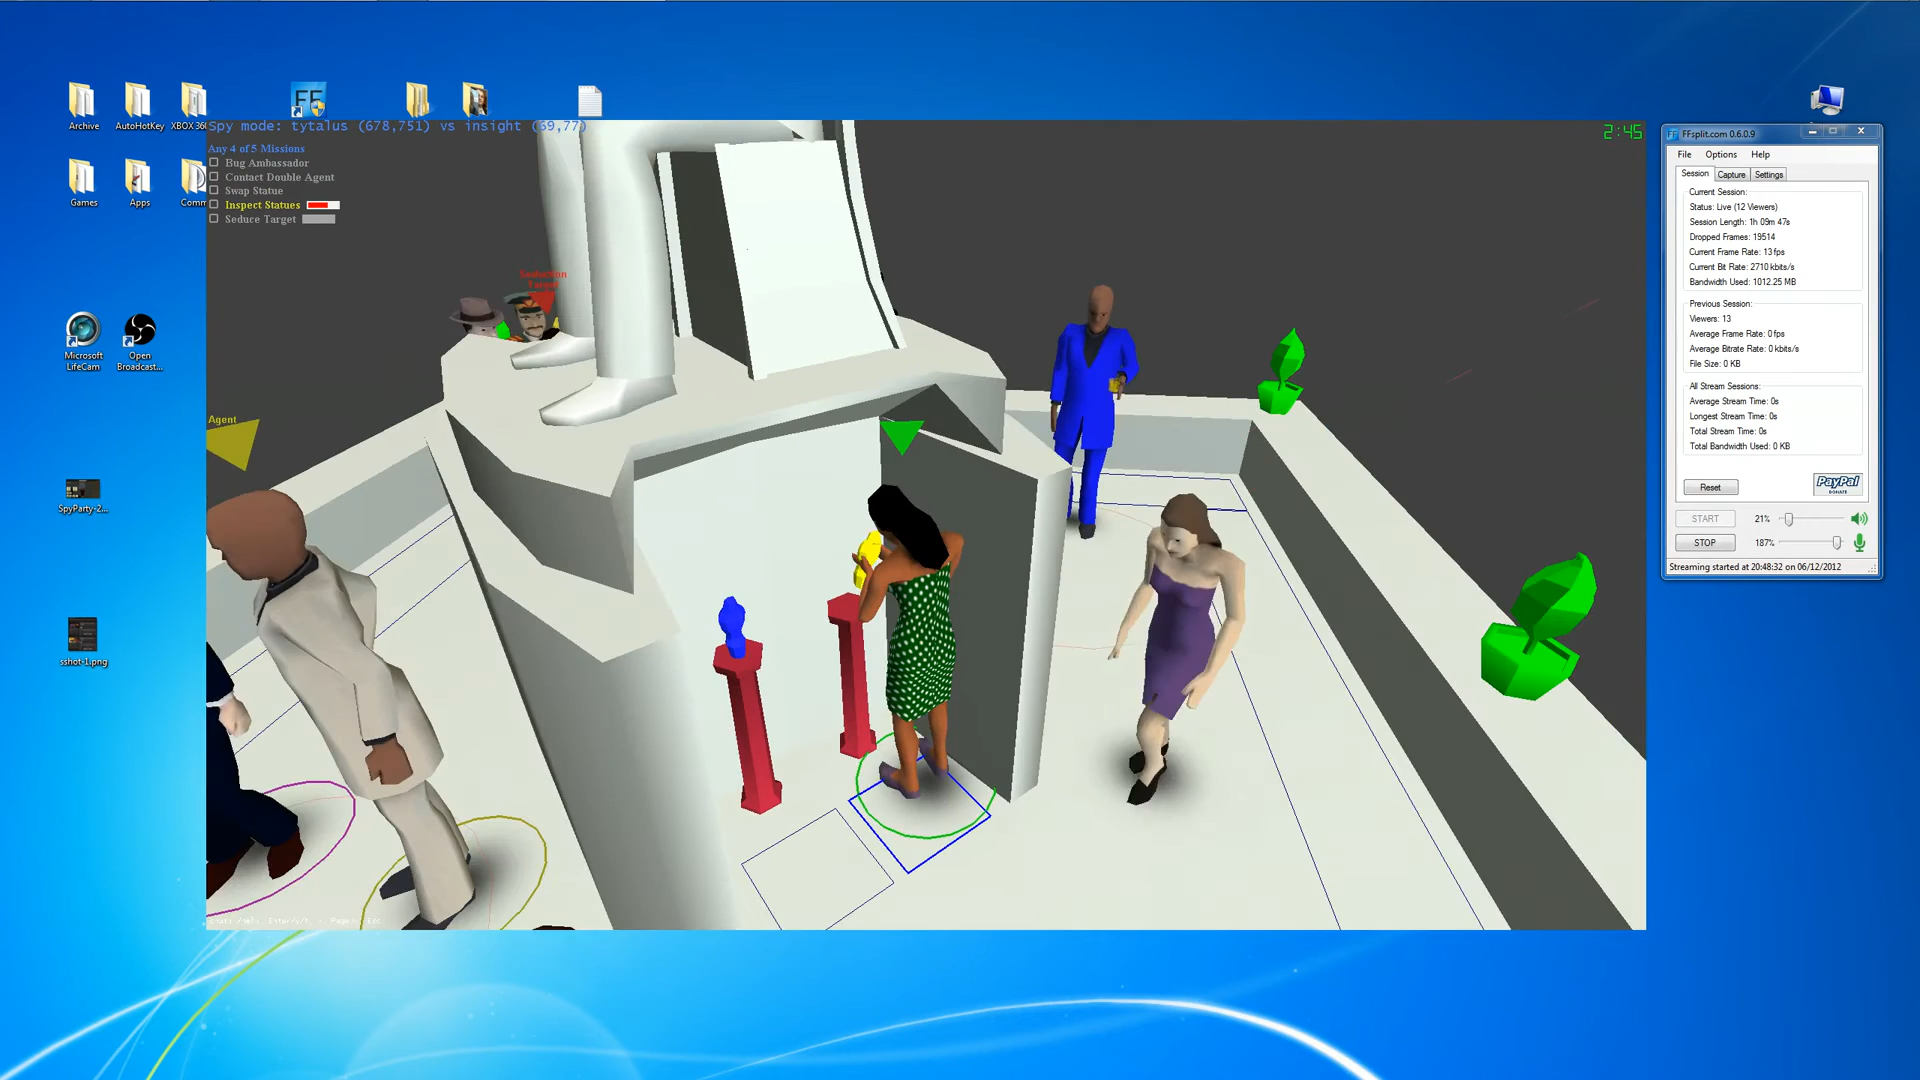 Archive
AutoHotKey
XBOX 360
Games
Apps
Comm
Microsoft
LifeCam
Open
Broadcast...
SpyParty-2...
sshot-1.png
FF
Spy mode: tytalus (678,751) vs insight (69,77)
2:45
Any 4 of 5 Missions
Bug Ambassador
Contact Double Agent
Swap Statue
Inspect Statues
Seduce Target
Seduction
Target
Agent
FFsplit.com 0.6.0.9
File Options Help
Session Capture Settings
Current Session:
Status: Live (12 Viewers)
Session Length: 1h 09m 47s
Dropped Frames: 19514
Current Frame Rate: 13 fps
Current Bit Rate: 2710 kbits/s
Bandwidth Used: 1012.25 MB
Previous Session:
Viewers: 13
Average Frame Rate: 0 fps
Average Bitrate Rate: 0 kbits/s
File Size: 0 KB
All Stream Sessions:
Average Stream Time: 0s
Longest Stream Time: 0s
Total Stream Time: 0s
Total Bandwidth Used: 0 KB
Reset
PayPal
DONATE
START
21%
STOP
187%
Streaming started at 20:48:32 on 06/12/2012